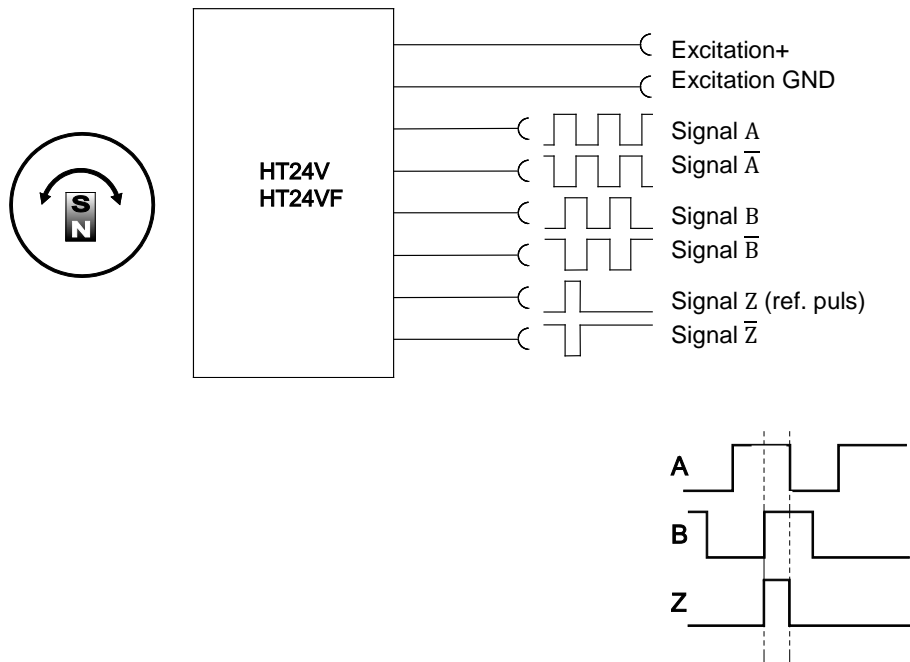 Excitation+
Excitation GND
Signal A
Signal A̅
HT24V
HT24VF
Signal B
Signal B̅
Signal Z (ref. puls)
Signal Z̅
S
N
A
B
Z